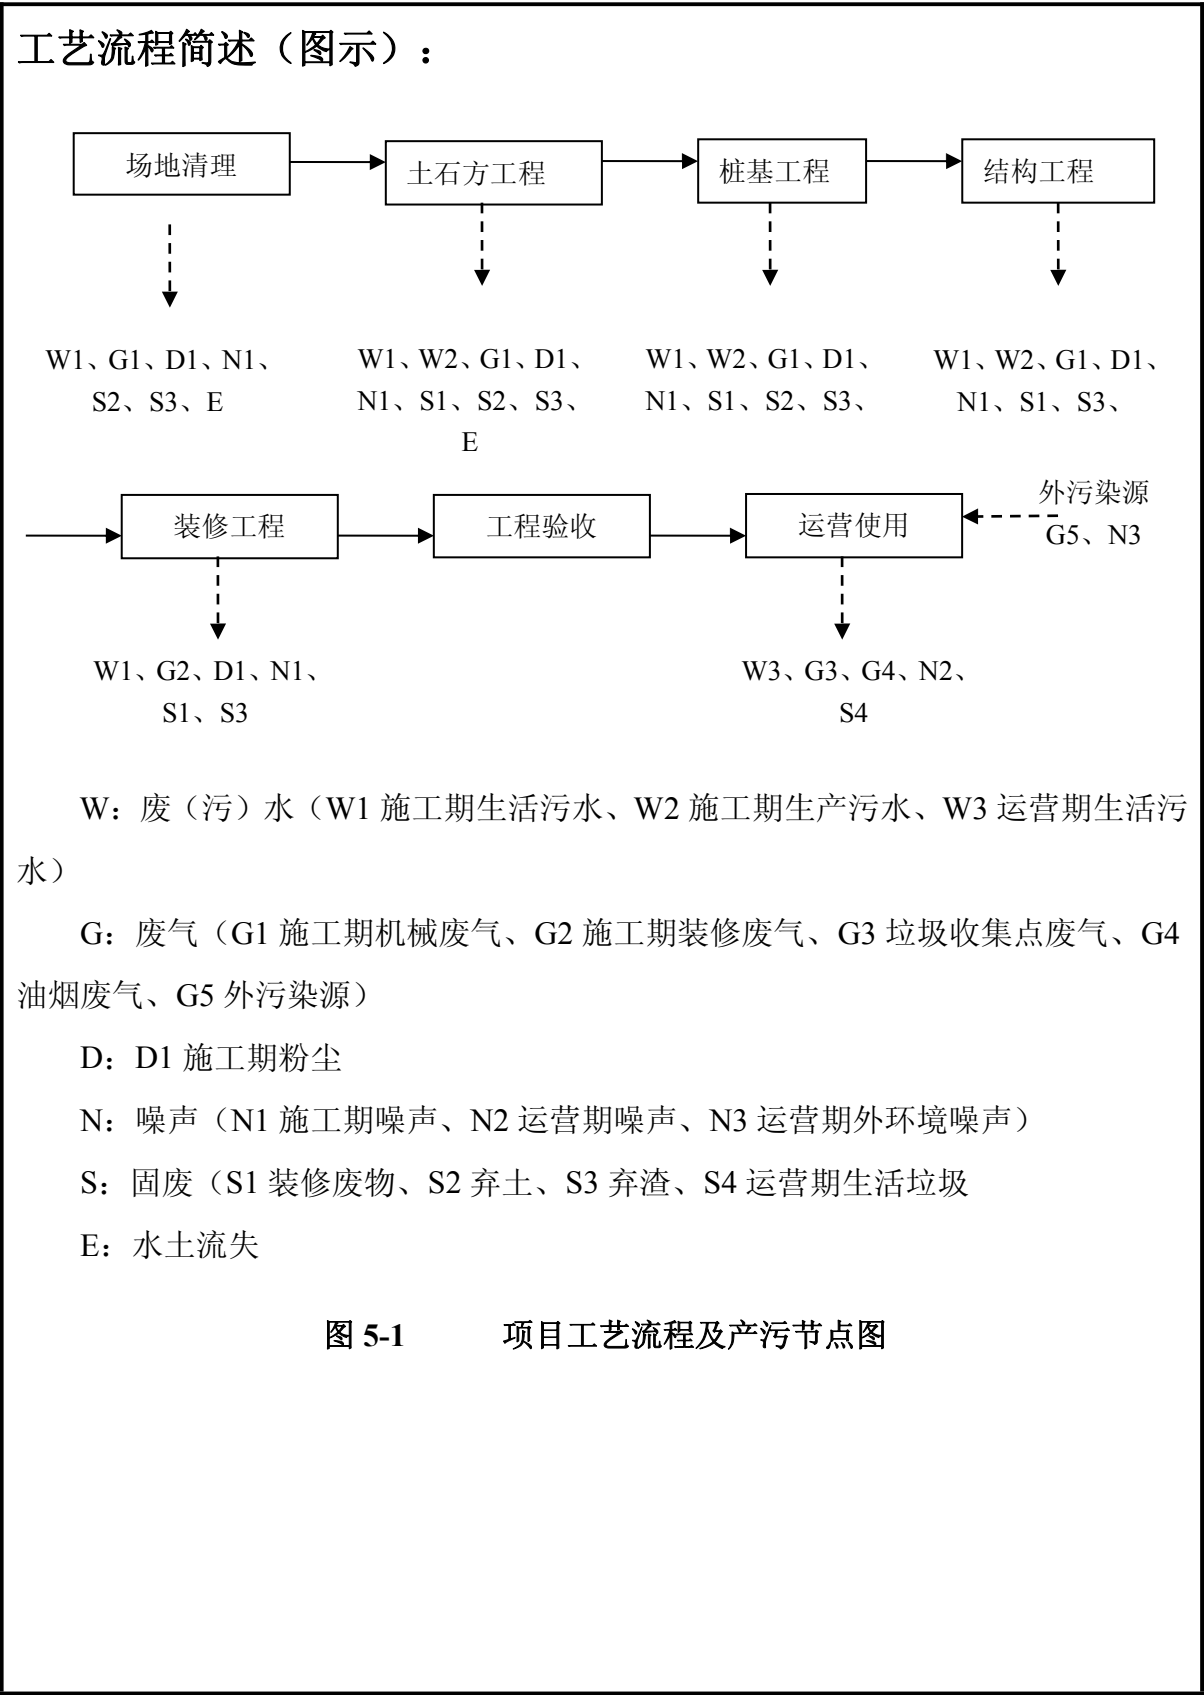 工艺流程简述（图示）：
场地清理
土石方工程
桩基工程
结构工程
W1、G1、D1、N1、
S2、S3、E
W1、W2、G1、D1、
N1、S1、S2、S3、
E
W1、W2、G1、D1、
N1、S1、S2、S3、
W1、W2、G1、D1、
N1、S1、S3、
装修工程
工程验收
运营使用
外污染源
G5、N3
W1、G2、D1、N1、
S1、S3
W3、G3、G4、N2、
S4
W：废（污）水（W1 施工期生活污水、W2 施工期生产污水、W3 运营期生活污
水）
G：废气（G1 施工期机械废气、G2 施工期装修废气、G3 垃圾收集点废气、G4
油烟废气、G5 外污染源）
D：D1 施工期粉尘
N：噪声（N1 施工期噪声、N2 运营期噪声、N3 运营期外环境噪声）
S：固废（S1 装修废物、S2 弃土、S3 弃渣、S4 运营期生活垃圾
E：水土流失
图 5-1 项目工艺流程及产污节点图